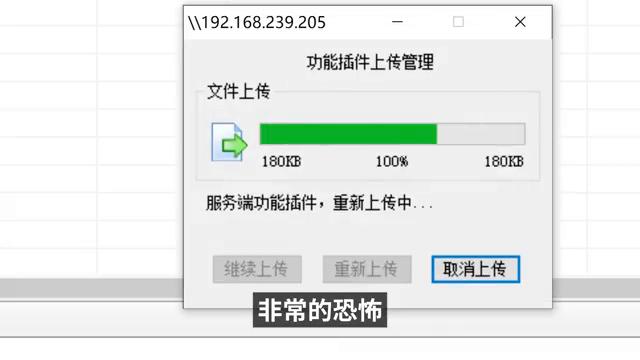 \\192.168.239.205
功能插件上传管理
文件上传
180KB 100% 180KB
服务端功能插件，重新上传中...
继续上传 重新上传 取消上传
非常的恐怖